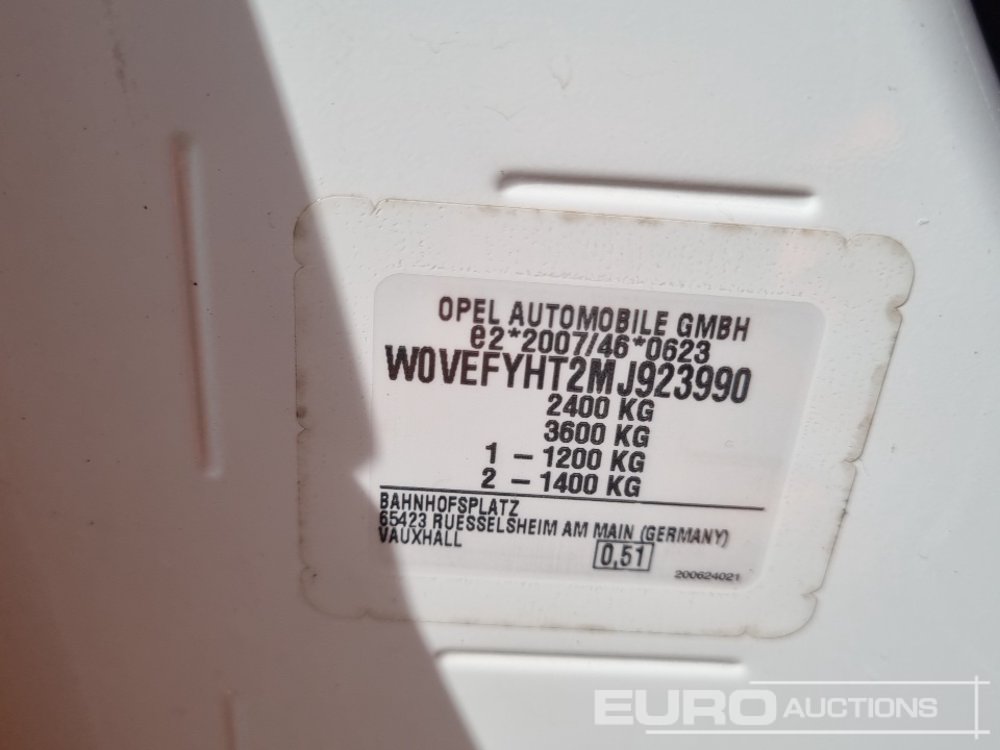 OPEL AUTOMOBILE GMBH
e2*2007/46*0623
W0VEFYHT2MJ923990
2400 KG
3600 KG
1 - 1200 KG
2 - 1400 KG
BAHNHOFSPLATZ
65423 RUESSELSHEIM AM MAIN (GERMANY)
VAUXHALL
0,51
200624021
EURO AUCTIONS